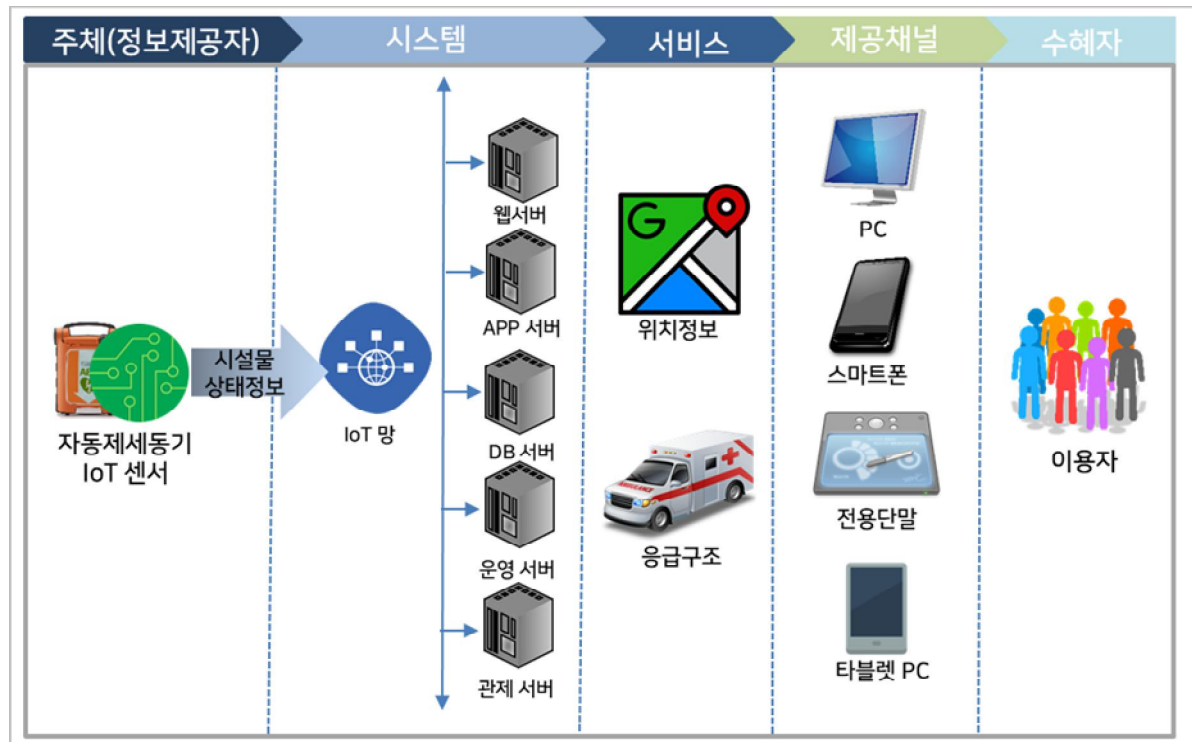 주체(정보제공자)
시스템
서비스
제공채널
수혜자
자동제세동기
IoT 센서
시설물
상태정보
IoT 망
웹서버
APP 서버
DB 서버
운영 서버
관제 서버
G
위치정보
AMBULANCE
응급구조
PC
스마트폰
전용단말
타블렛 PC
이용자